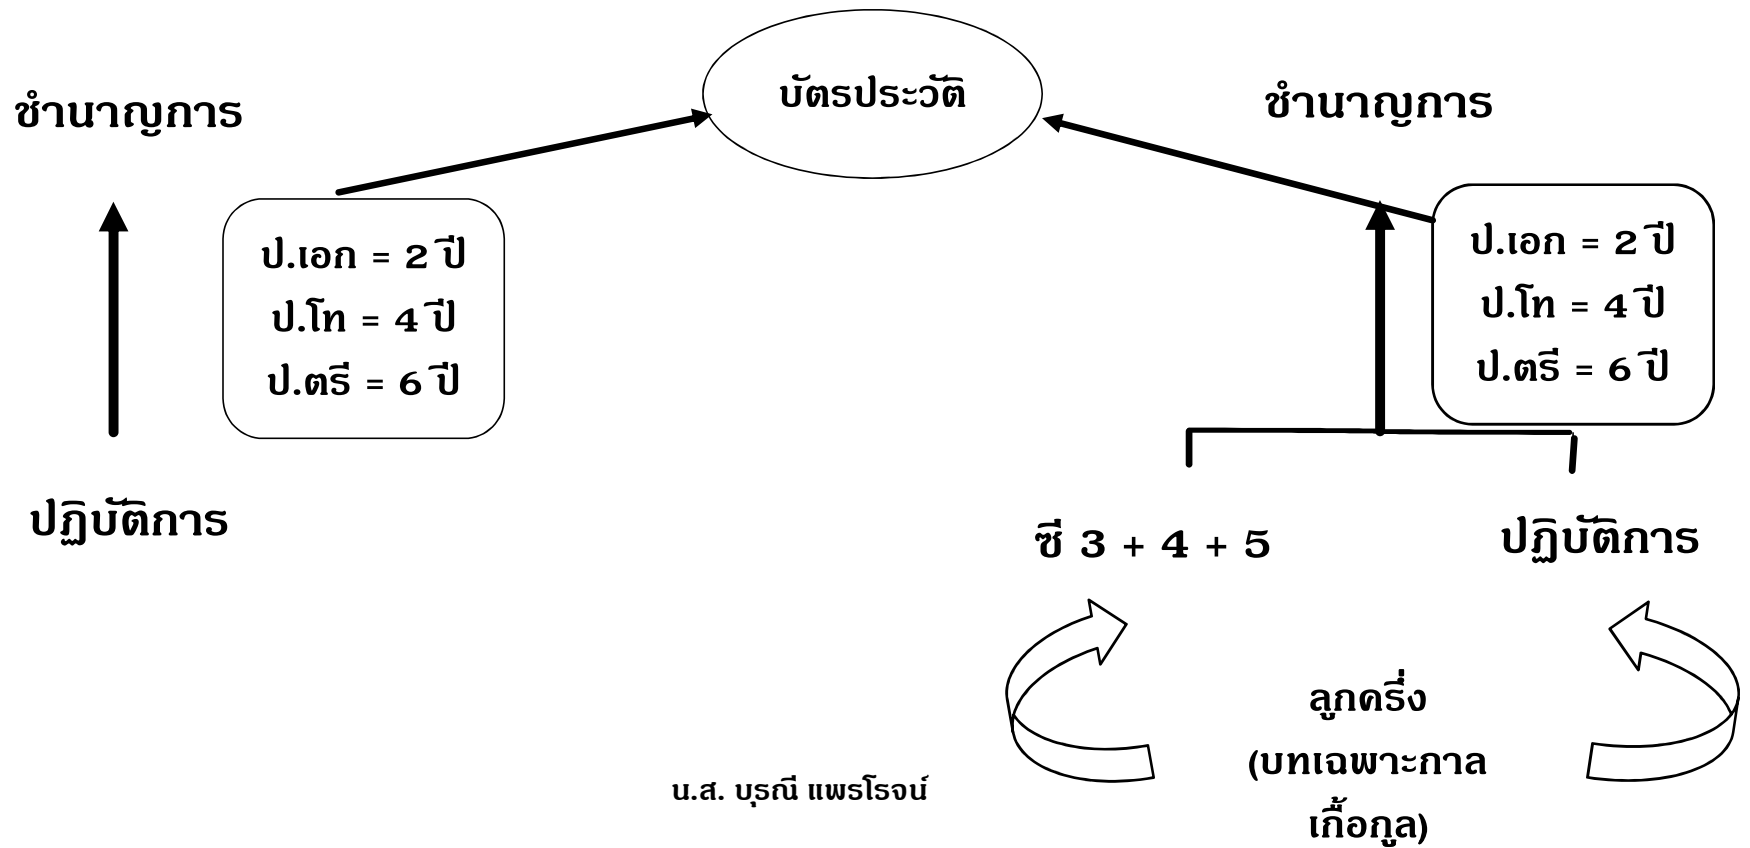 บัตรประวัติ
ชำนาญการ
ชำนาญการ
ป.เอก = 2 ปี
ป.โท = 4 ปี
ป.ตรี = 6 ปี
ป.เอก = 2 ปี
ป.โท = 4 ปี
ป.ตรี = 6 ปี
ปฏิบัติการ
ซี 3 + 4 + 5
ปฏิบัติการ
ลูกครึ่ง
(บทเฉพาะกาล
เกื้อกูล)
น.ส. บุรณี แพรโรจน์